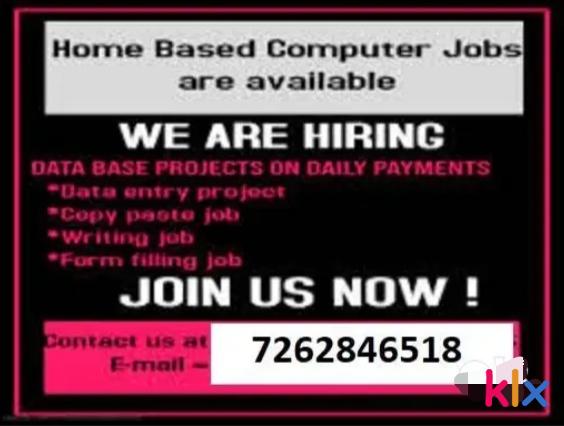 Home Based Computer Jobs
are available
WE ARE HIRING
DATA BASE PROJECTS ON DAILY PAYMENTS
*Data entry project
*Copy paste job
*Writing job
*Form filling job
JOIN US NOW !
Contact us at
7262846518
E-mail –
klx